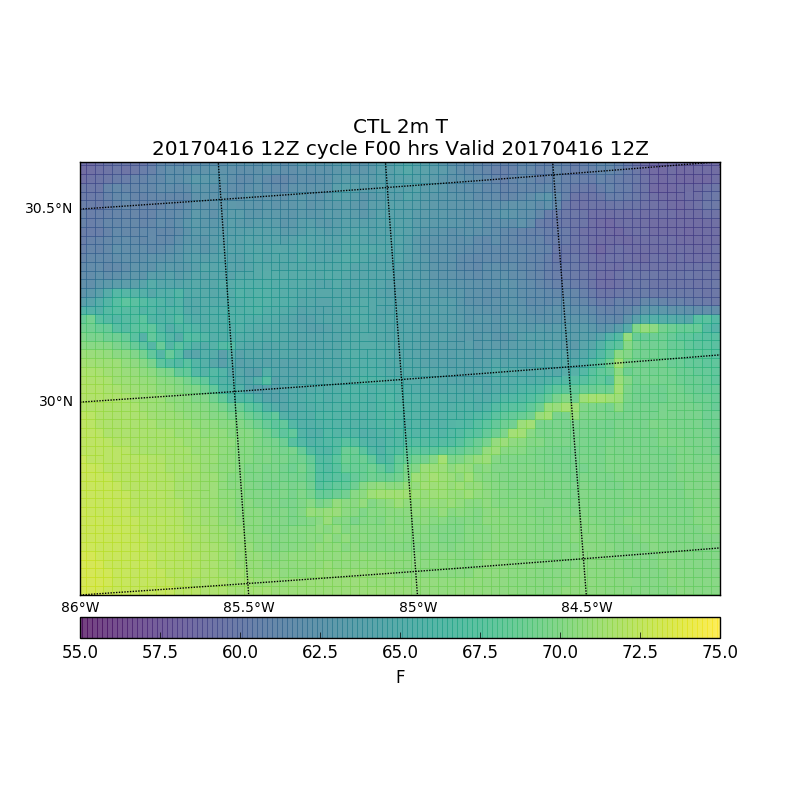 CTL 2m T
20170416 12Z cycle F00 hrs Valid 20170416 12Z
30.5°N
30°N
86°W 85.5°W 85°W 84.5°W
55.0 57.5 60.0 62.5 65.0 67.5 70.0 72.5 75.0
F